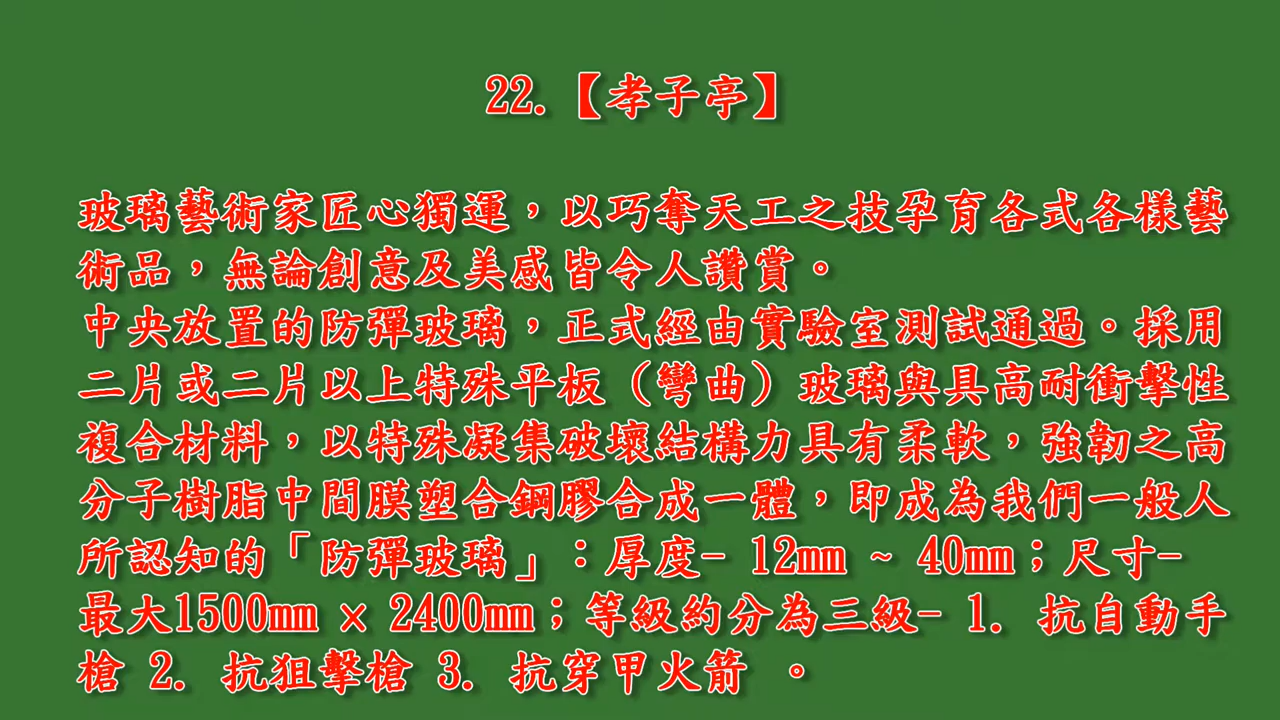 22.【孝子亭】
玻璃藝術家匠心獨運，以巧奪天工之技孕育各式各樣藝
術品，無論創意及美感皆令人讚賞。
中央放置的防彈玻璃，正式經由實驗室測試通過。採用
二片或二片以上特殊平板（彎曲）玻璃與具高耐衝擊性
複合材料，以特殊凝集破壞結構力具有柔軟，強韌之高
分子樹脂中間膜塑合鋼膠合成一體，即成為我們一般人
所認知的「防彈玻璃」：厚度- 12mm ~ 40mm；尺寸-
最大1500mm × 2400mm；等級約分為三級- 1. 抗自動手
槍 2. 抗狙擊槍 3. 抗穿甲火箭 。